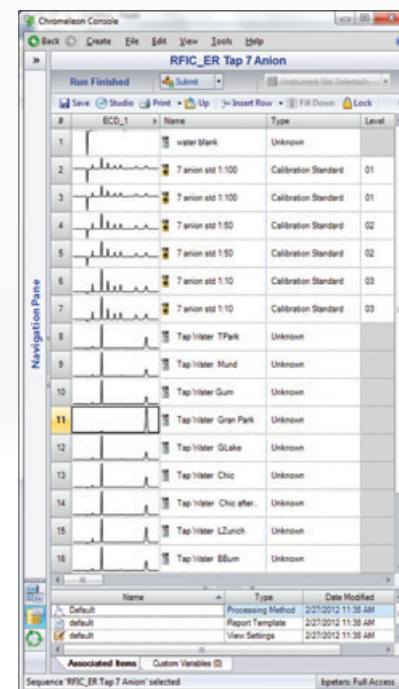 Chromeleon Console
Back Create File Edit View Tools Help
RFIC_ER Tap 7 Anion
Run Finished Submit <Instrument Not Selected>
Save Studio Print Up Insert Row Fill Down Lock
# ECD_1 Name Type Level
1 water blank Unknown
2 7 anion std 1:100 Calibration Standard 01
3 7 anion std 1:100 Calibration Standard 01
4 7 anion std 1:50 Calibration Standard 02
5 7 anion std 1:50 Calibration Standard 02
6 7 anion std 1:10 Calibration Standard 03
7 7 anion std 1:10 Calibration Standard 03
8 Tap Water TPark Unknown
9 Tap Water Mund Unknown
10 Tap Water Gurn Unknown
11 Tap Water Gran Park Unknown
12 Tap Water GLake Unknown
13 Tap Water Chic Unknown
14 Tap Water Chic after.. Unknown
15 Tap Water LZurich Unknown
16 Tap Water BBurn Unknown
Navigation Pane
Name Type Date Modified
Default Processing Method 2/27/2012 11:38 AM
default Report Template 2/27/2012 11:38 AM
default View Settings 2/27/2012 11:38 AM
Associated Items Custom Variables (0)
Sequence 'RFIC_ER Tap 7 Anion' selected bpeters: Full Access